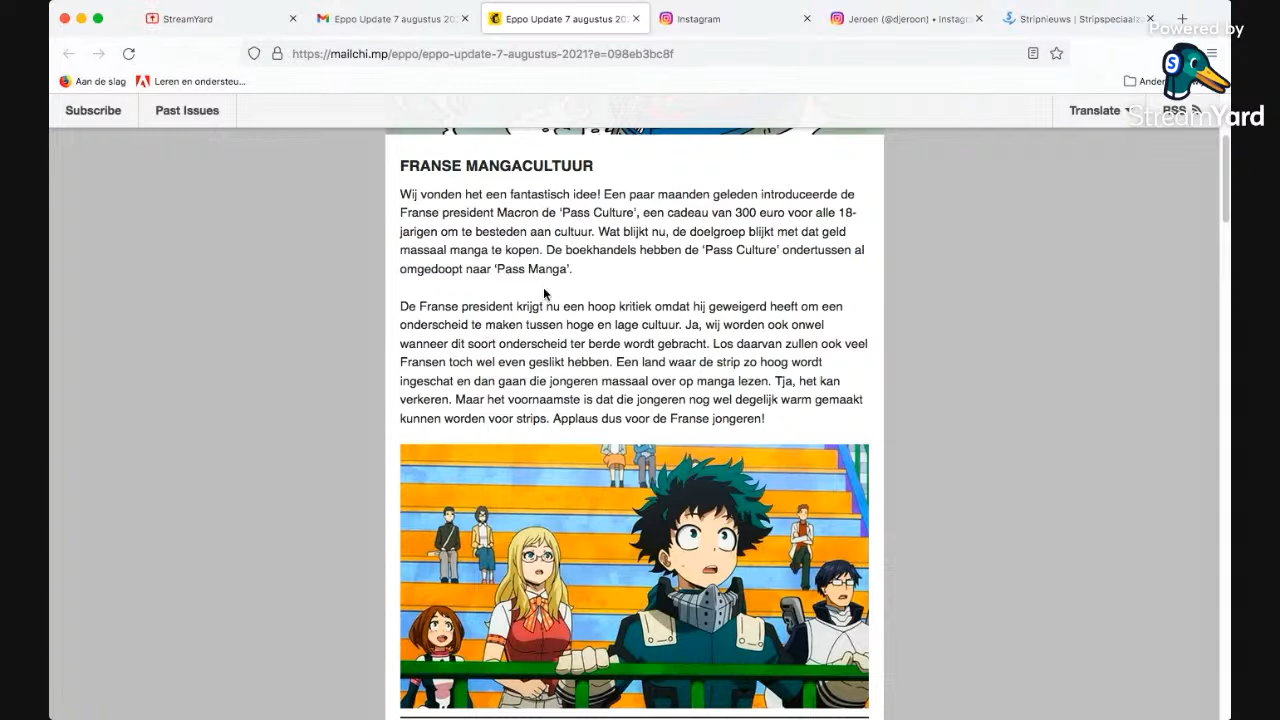 StreamYard
Eppo Update 7 augustus 20
Eppo Update 7 augustus 20
Instagram
Jeroen (@djeroon) • Instagr
Stripnieuws | Stripspeciaalz
Powered by
https://mailchi.mp/eppo/eppo-update-7-augustus-2021?e=098eb3bc8f
Aan de slag
Leren en ondersteu...
Ander
S
Subscribe
Past Issues
Translate
RSS
StreamYard
FRANSE MANGACULTUUR
Wij vonden het een fantastisch idee! Een paar maanden geleden introduceerde de
Franse president Macron de ‘Pass Culture’, een cadeau van 300 euro voor alle 18-
jarigen om te besteden aan cultuur. Wat blijkt nu, de doelgroep blijkt met dat geld
massaal manga te kopen. De boekhandels hebben de ‘Pass Culture’ ondertussen al
omgedoopt naar ‘Pass Manga’.
De Franse president krijgt nu een hoop kritiek omdat hij geweigerd heeft om een
onderscheid te maken tussen hoge en lage cultuur. Ja, wij worden ook onwel
wanneer dit soort onderscheid ter berde wordt gebracht. Los daarvan zullen ook veel
Fransen toch wel even geslikt hebben. Een land waar de strip zo hoog wordt
ingeschat en dan gaan die jongeren massaal over op manga lezen. Tja, het kan
verkeren. Maar het voornaamste is dat die jongeren nog wel degelijk warm gemaakt
kunnen worden voor strips. Applaus dus voor de Franse jongeren!